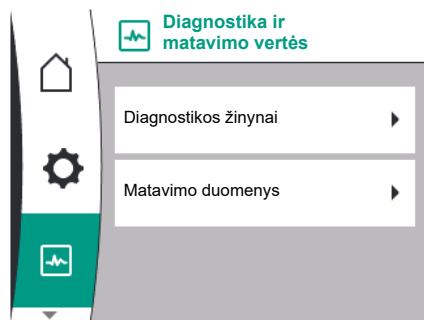 Diagnostika ir
matavimo vertės
Diagnostikos žinynai
Matavimo duomenys